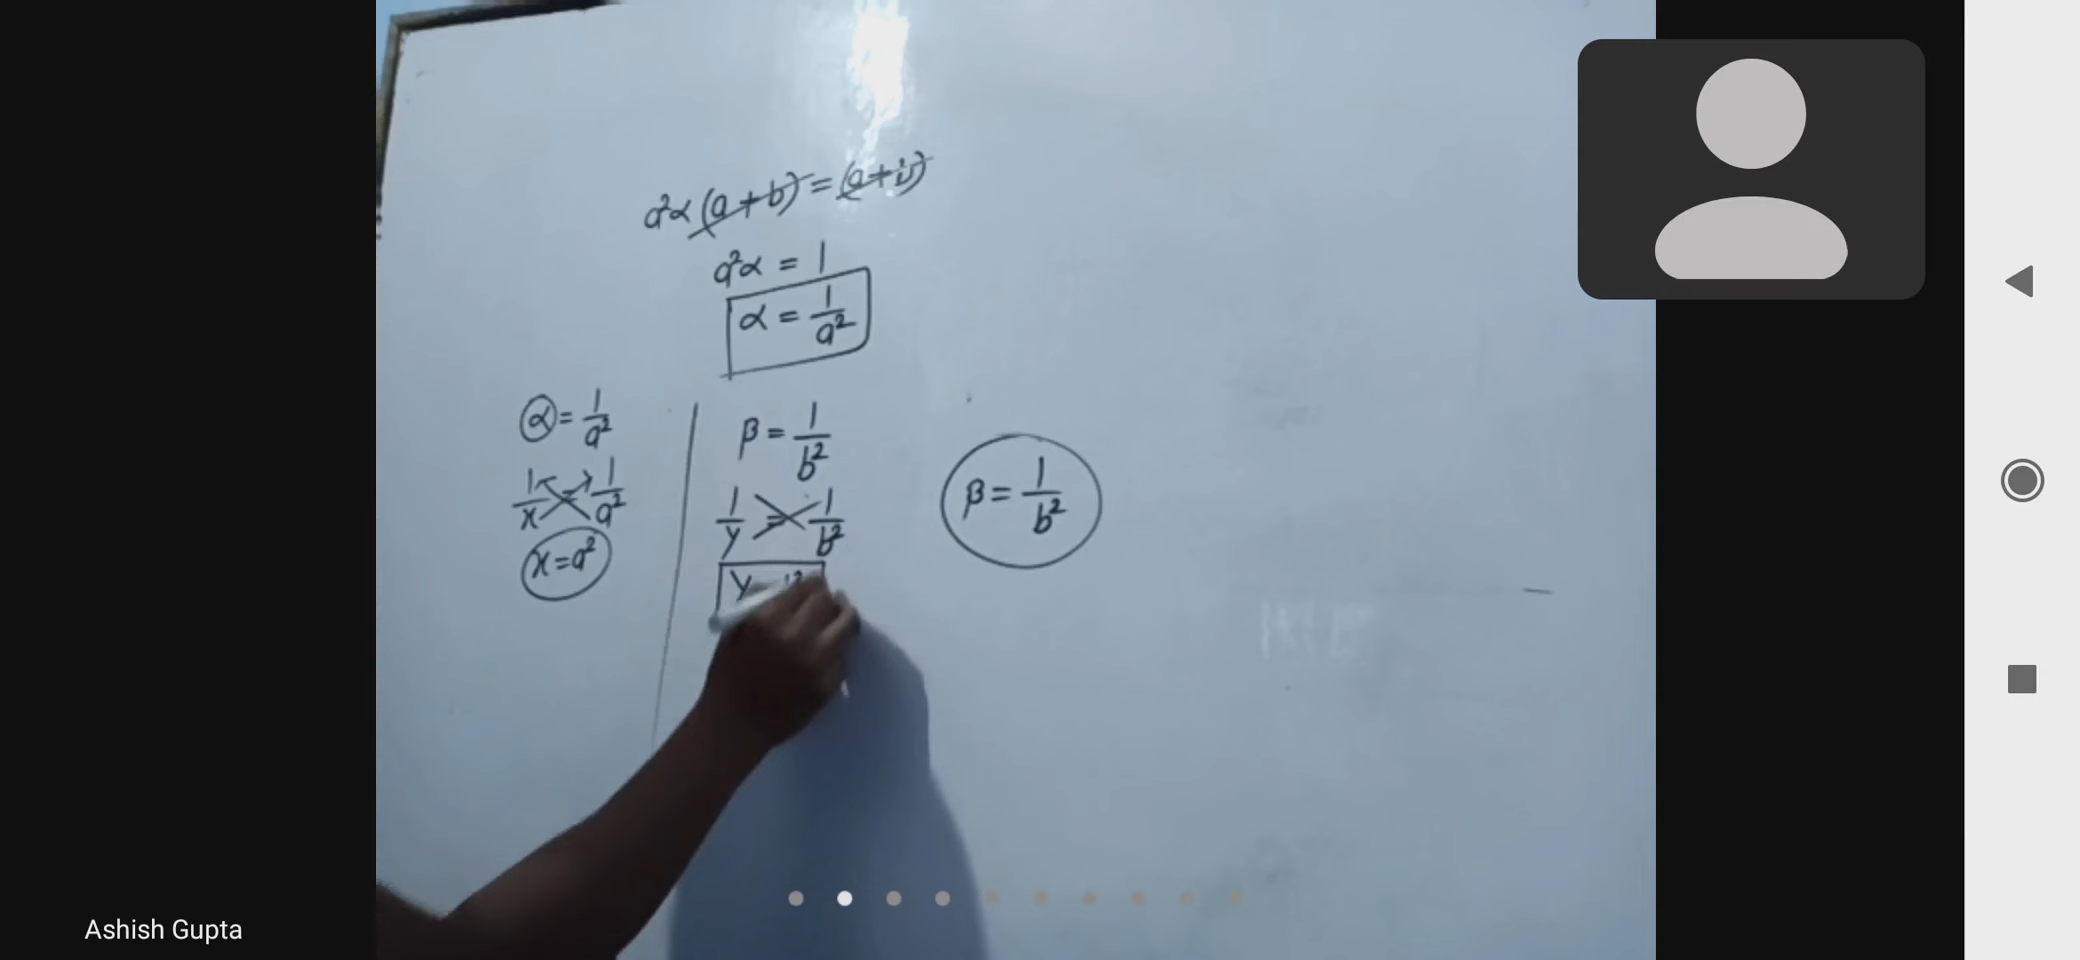 a²α (a+b) = (a+b)
a²α = 1
α = 1/a²
α = 1/a²
1/x = 1/a²
x = a²
β = 1/b²
1/y = 1/b²
y
β = 1/b²
Ashish Gupta